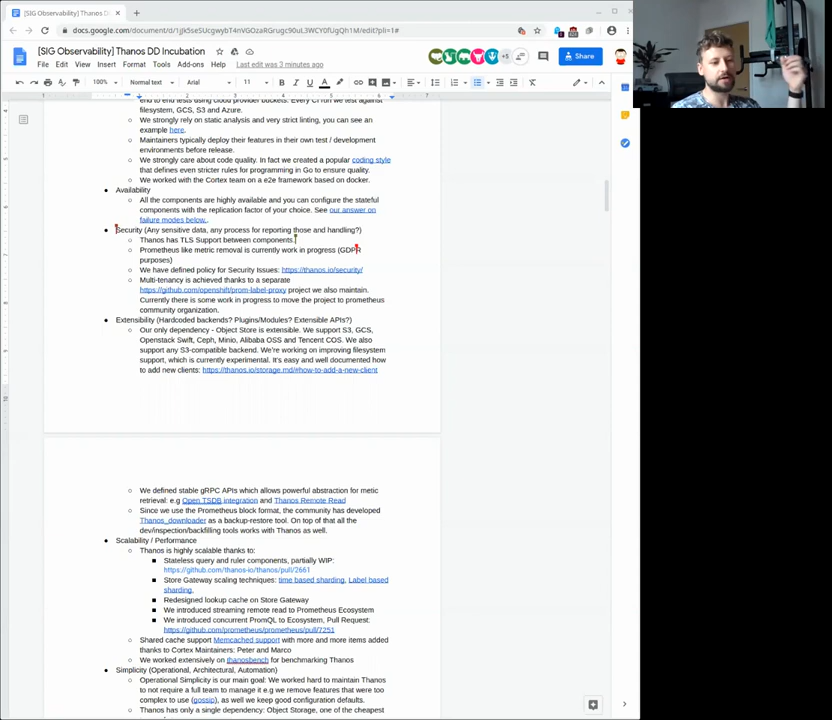 [SIG Observability] Thanos DD Incu
docs.google.com/document/d/1jjk5seSUcgwybT4nVGOzaRGrugc90uL3WCY0fUgQh1M/edit?pli=1#
[SIG Observability] Thanos DD Incubation
File Edit View Insert Format Tools Add-ons Help Last edit was 3 minutes ago
+5
Share
100% Normal text Arial 11
end to end tests using cloud provider buckets. Every CI run we test against
filesystem, GCS, S3 and Azure.
We strongly rely on static analysis and very strict linting, you can see an
example here.
Maintainers typically deploy their features in their own test / development
environments before release.
We strongly care about code quality. In fact we created a popular coding style
that defines even stricter rules for programming in Go to ensure quality.
We worked with the Cortex team on a e2e framework based on docker.
Availability
All the components are highly available and you can configure the stateful
components with the replication factor of your choice. See our answon on
failure modes below..
Security (Any sensitive data, any process for reporting those and handling?)
Thanos has TLS Support between components.
Prometheus like metric removal is currently work in progress (GDPR
purposes)
We have defined policy for Security Issues: https://thanos.io/security/
Multi-tenancy is achieved thanks to a separate
https://github.com/openshift/prom-label-proxy project we also maintain.
Currently there is some work in progress to move the project to prometheus
community organization.
Extensibility (Hardcoded backends? Plugins/Modules? Extensible APIs?)
Our only dependency - Object Store is extensible. We support S3, GCS,
Openstack Swift, Ceph, Minio, Alibaba OSS and Tencent COS. We also
support any S3-compatible backend. We're working on improving filesystem
support, which is currently experimental. It's easy and well documented how
to add new clients: https://thanos.io/storage.md/#how-to-add-a-new-client
We defined stable gRPC APIs which allows powerful abstraction for metic
retrieval: e.g Open TSDB integration and Thanos Remote Read
Since we use the Prometheus block format, the community has developed
Thanos_downloader as a backup-restore tool. On top of that all the
dev/inspection/backfilling tools works with Thanos as well.
Scalability / Performance
Thanos is highly scalable thanks to:
Stateless query and ruler components, partially WIP:
https://github.com/thanos-io/thanos/pull/2661
Store Gateway scaling techniques: time based sharding, Label based
sharding.
Redesigned lookup cache on Store Gateway
We introduced streaming remote read to Prometheus Ecosystem
We introduced concurrent PromQL to Ecosystem, Pull Request:
https://github.com/prometheus/prometheus/pull/7251
Shared cache support Memcached support with more and more items added
thanks to Cortex Maintainers: Peter and Marco
We worked extensively on thanosbench for benchmarking Thanos
Simplicity (Operational, Architectural, Automation)
Operational Simplicity is our main goal: We worked hard to maintain Thanos
to not require a full team to manage it e.g we remove features that were too
complex to use (gossip), as well we keep good configuration defaults.
Thanos has only a single dependency: Object Storage, one of the cheapest